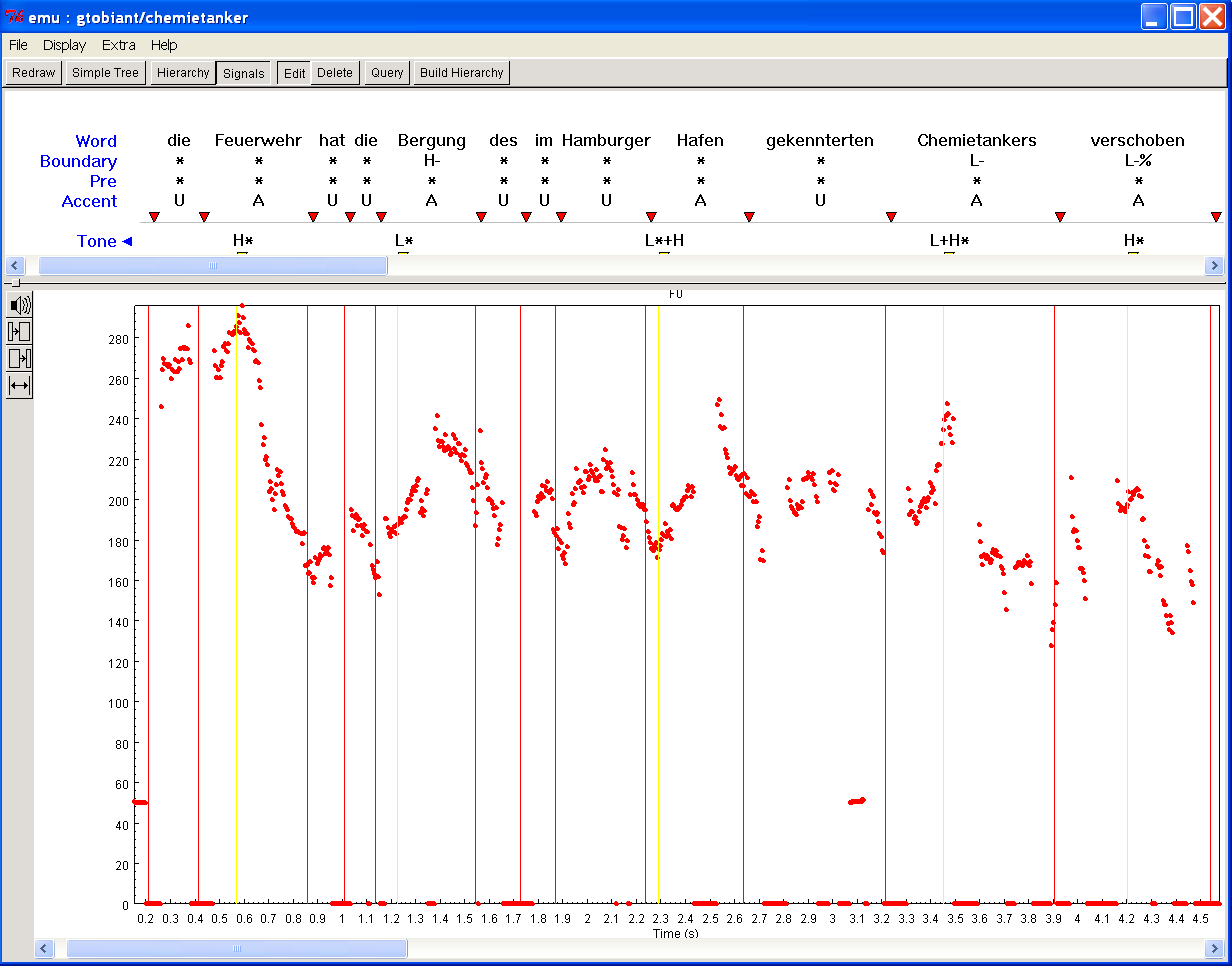 emu : gtobiant/chemietanker
File Display Extra Help
Redraw Simple Tree Hierarchy Signals Edit Delete Query Build Hierarchy
Word die Feuerwehr hat die Bergung des im Hamburger Hafen gekennterten Chemietankers verschoben
Boundary * * * * H- * * * * * L- L-%
Pre * * * * * * * * * * * *
Accent U A U U A U U U A U A A
Tone H* L* L*+H L+H* H*
F0
280
260
240
220
200
180
160
140
120
100
80
60
40
20
0
0.2 0.3 0.4 0.5 0.6 0.7 0.8 0.9 1 1.1 1.2 1.3 1.4 1.5 1.6 1.7 1.8 1.9 2 2.1 2.2 2.3 2.4 2.5 2.6 2.7 2.8 2.9 3 3.1 3.2 3.3 3.4 3.5 3.6 3.7 3.8 3.9 4 4.1 4.2 4.3 4.4 4.5
Time (s)